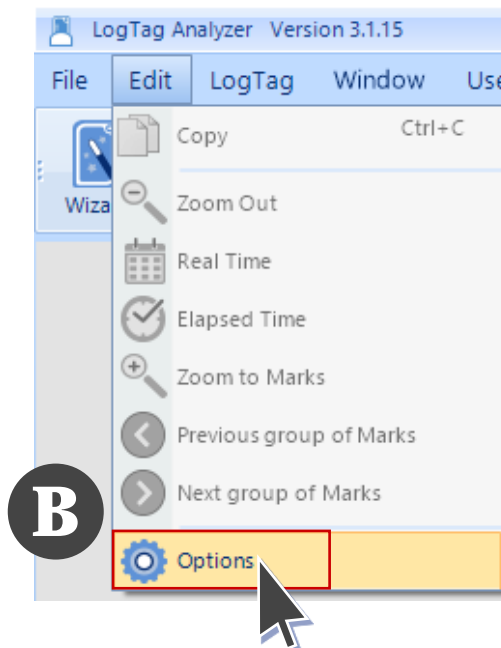 LogTag Analyzer Version 3.1.15
File Edit LogTag Window Use
Wiza
Copy Ctrl+C
Zoom Out
Real Time
Elapsed Time
Zoom to Marks
Previous group of Marks
Next group of Marks
B
Options